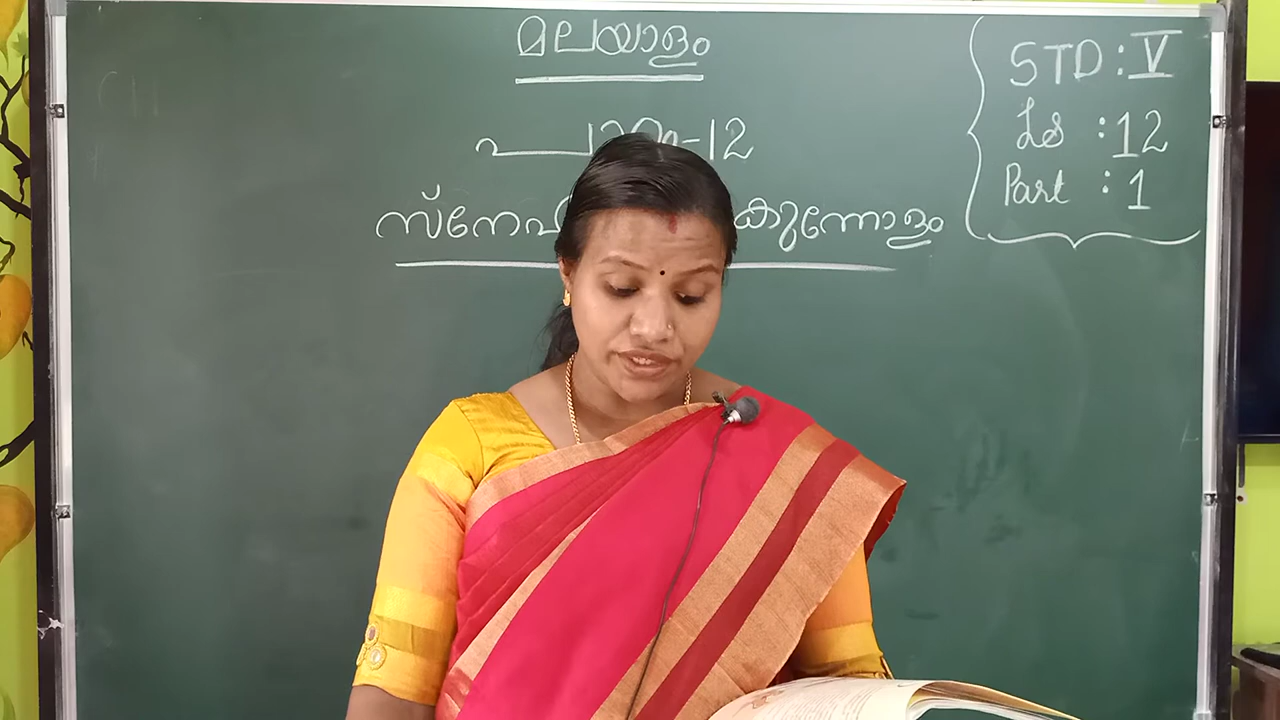 മലയാളം
പാഠം-12
സ്നേഹ കുന്നോളം
STD : V
LS : 12
Part : 1